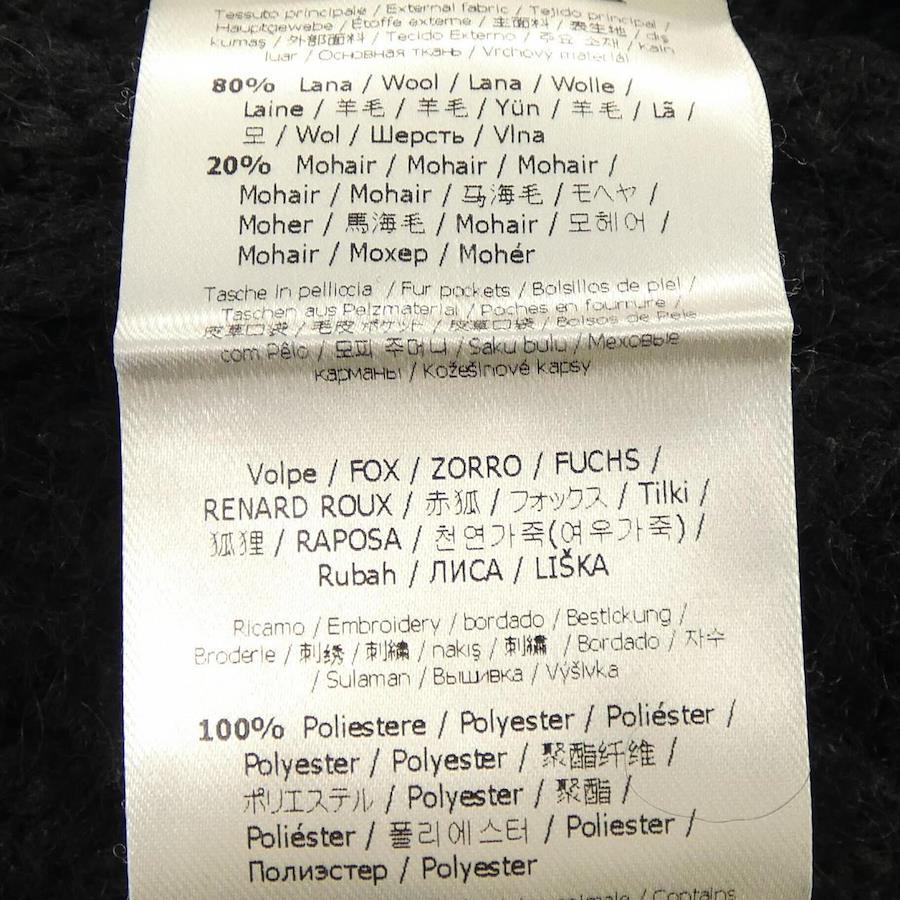 Tessuto principale / External fabric / Tejido principal /
Hauptgewebe / Étoffe externe / 主面料 / 表生地 / dış
kumaş / 外部面料 / Tecido Externo / 주요 소재 / kain
luar / Основная ткань / Vrchový materiál
80% Lana / Wool / Lana / Wolle /
Laine / 羊毛 / 羊毛 / Yün / 羊毛 / Lã /
모 / Wol / Шерсть / Vlna
20% Mohair / Mohair / Mohair /
Mohair / Mohair / 马海毛 / モヘヤ /
Moher / 馬海毛 / Mohair / 모헤어 /
Mohair / Мохер / Mohér
Tasche in pelliccia / Fur pockets / Bolsillos de piel /
Taschen aus Pelzmaterial / Poches en fourrure /
皮草口袋 / 毛皮 ポケット / 皮草口袋 / Bolsos de Pele
com Pêlo / 모피 주머니 / Saku bulu / Меховые
карманы / Kožešinové kapsy
Volpe / FOX / ZORRO / FUCHS /
RENARD ROUX / 赤狐 / フォックス / Tilki /
狐狸 / RAPOSA / 천연가죽(여우가죽) /
Rubah / ЛИСА / LIŠKA
Ricamo / Embroidery / bordado / Bestickung /
Broderie / 刺绣 / 刺繍 / nakış / 刺繡 / Bordado / 자수
/ Sulaman / Вышивка / Výšivka
100% Poliestere / Polyester / Poliéster /
Polyester / Polyester / 聚酯纤维 /
ポリエステル / Polyester / 聚酯 /
Poliéster / 폴리에스터 / Poliester /
Полиэстер / Polyester
/ Contains